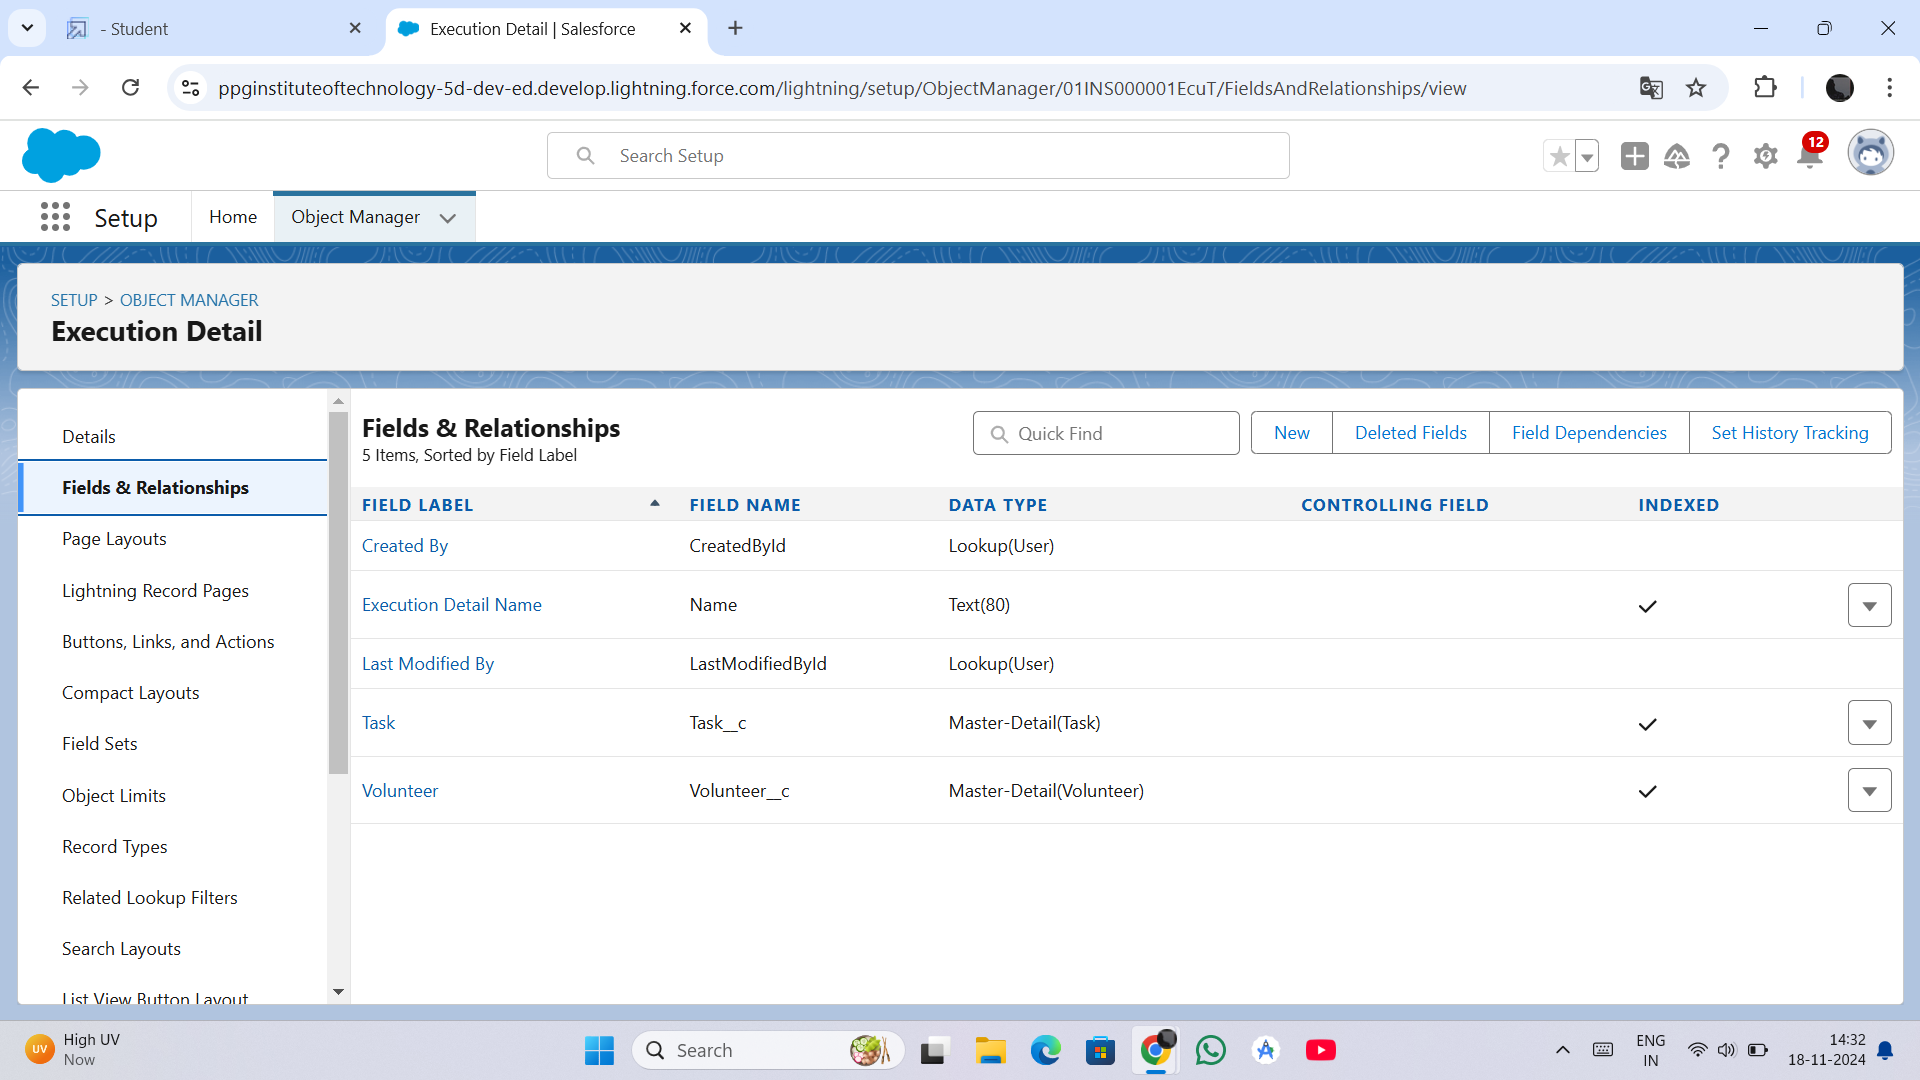 - Student
Execution Detail | Salesforce
ppginstituteoftechnology-5d-dev-ed.develop.lightning.force.com/lightning/setup/ObjectManager/01INS000001EcuT/FieldsAndRelationships/view
Search Setup
12
Setup
Home
Object Manager
SETUP > OBJECT MANAGER
Execution Detail
Details
Fields & Relationships
Page Layouts
Lightning Record Pages
Buttons, Links, and Actions
Compact Layouts
Field Sets
Object Limits
Record Types
Related Lookup Filters
Search Layouts
List View Button Layout
Fields & Relationships
5 Items, Sorted by Field Label
Quick Find
New
Deleted Fields
Field Dependencies
Set History Tracking
FIELD LABEL FIELD NAME DATA TYPE CONTROLLING FIELD INDEXED
Created By CreatedById Lookup(User)
Execution Detail Name Name Text(80)
Last Modified By LastModifiedById Lookup(User)
Task Task__c Master-Detail(Task)
Volunteer Volunteer__c Master-Detail(Volunteer)
UV
High UV
Now
Search
ENG
IN
14:32
18-11-2024